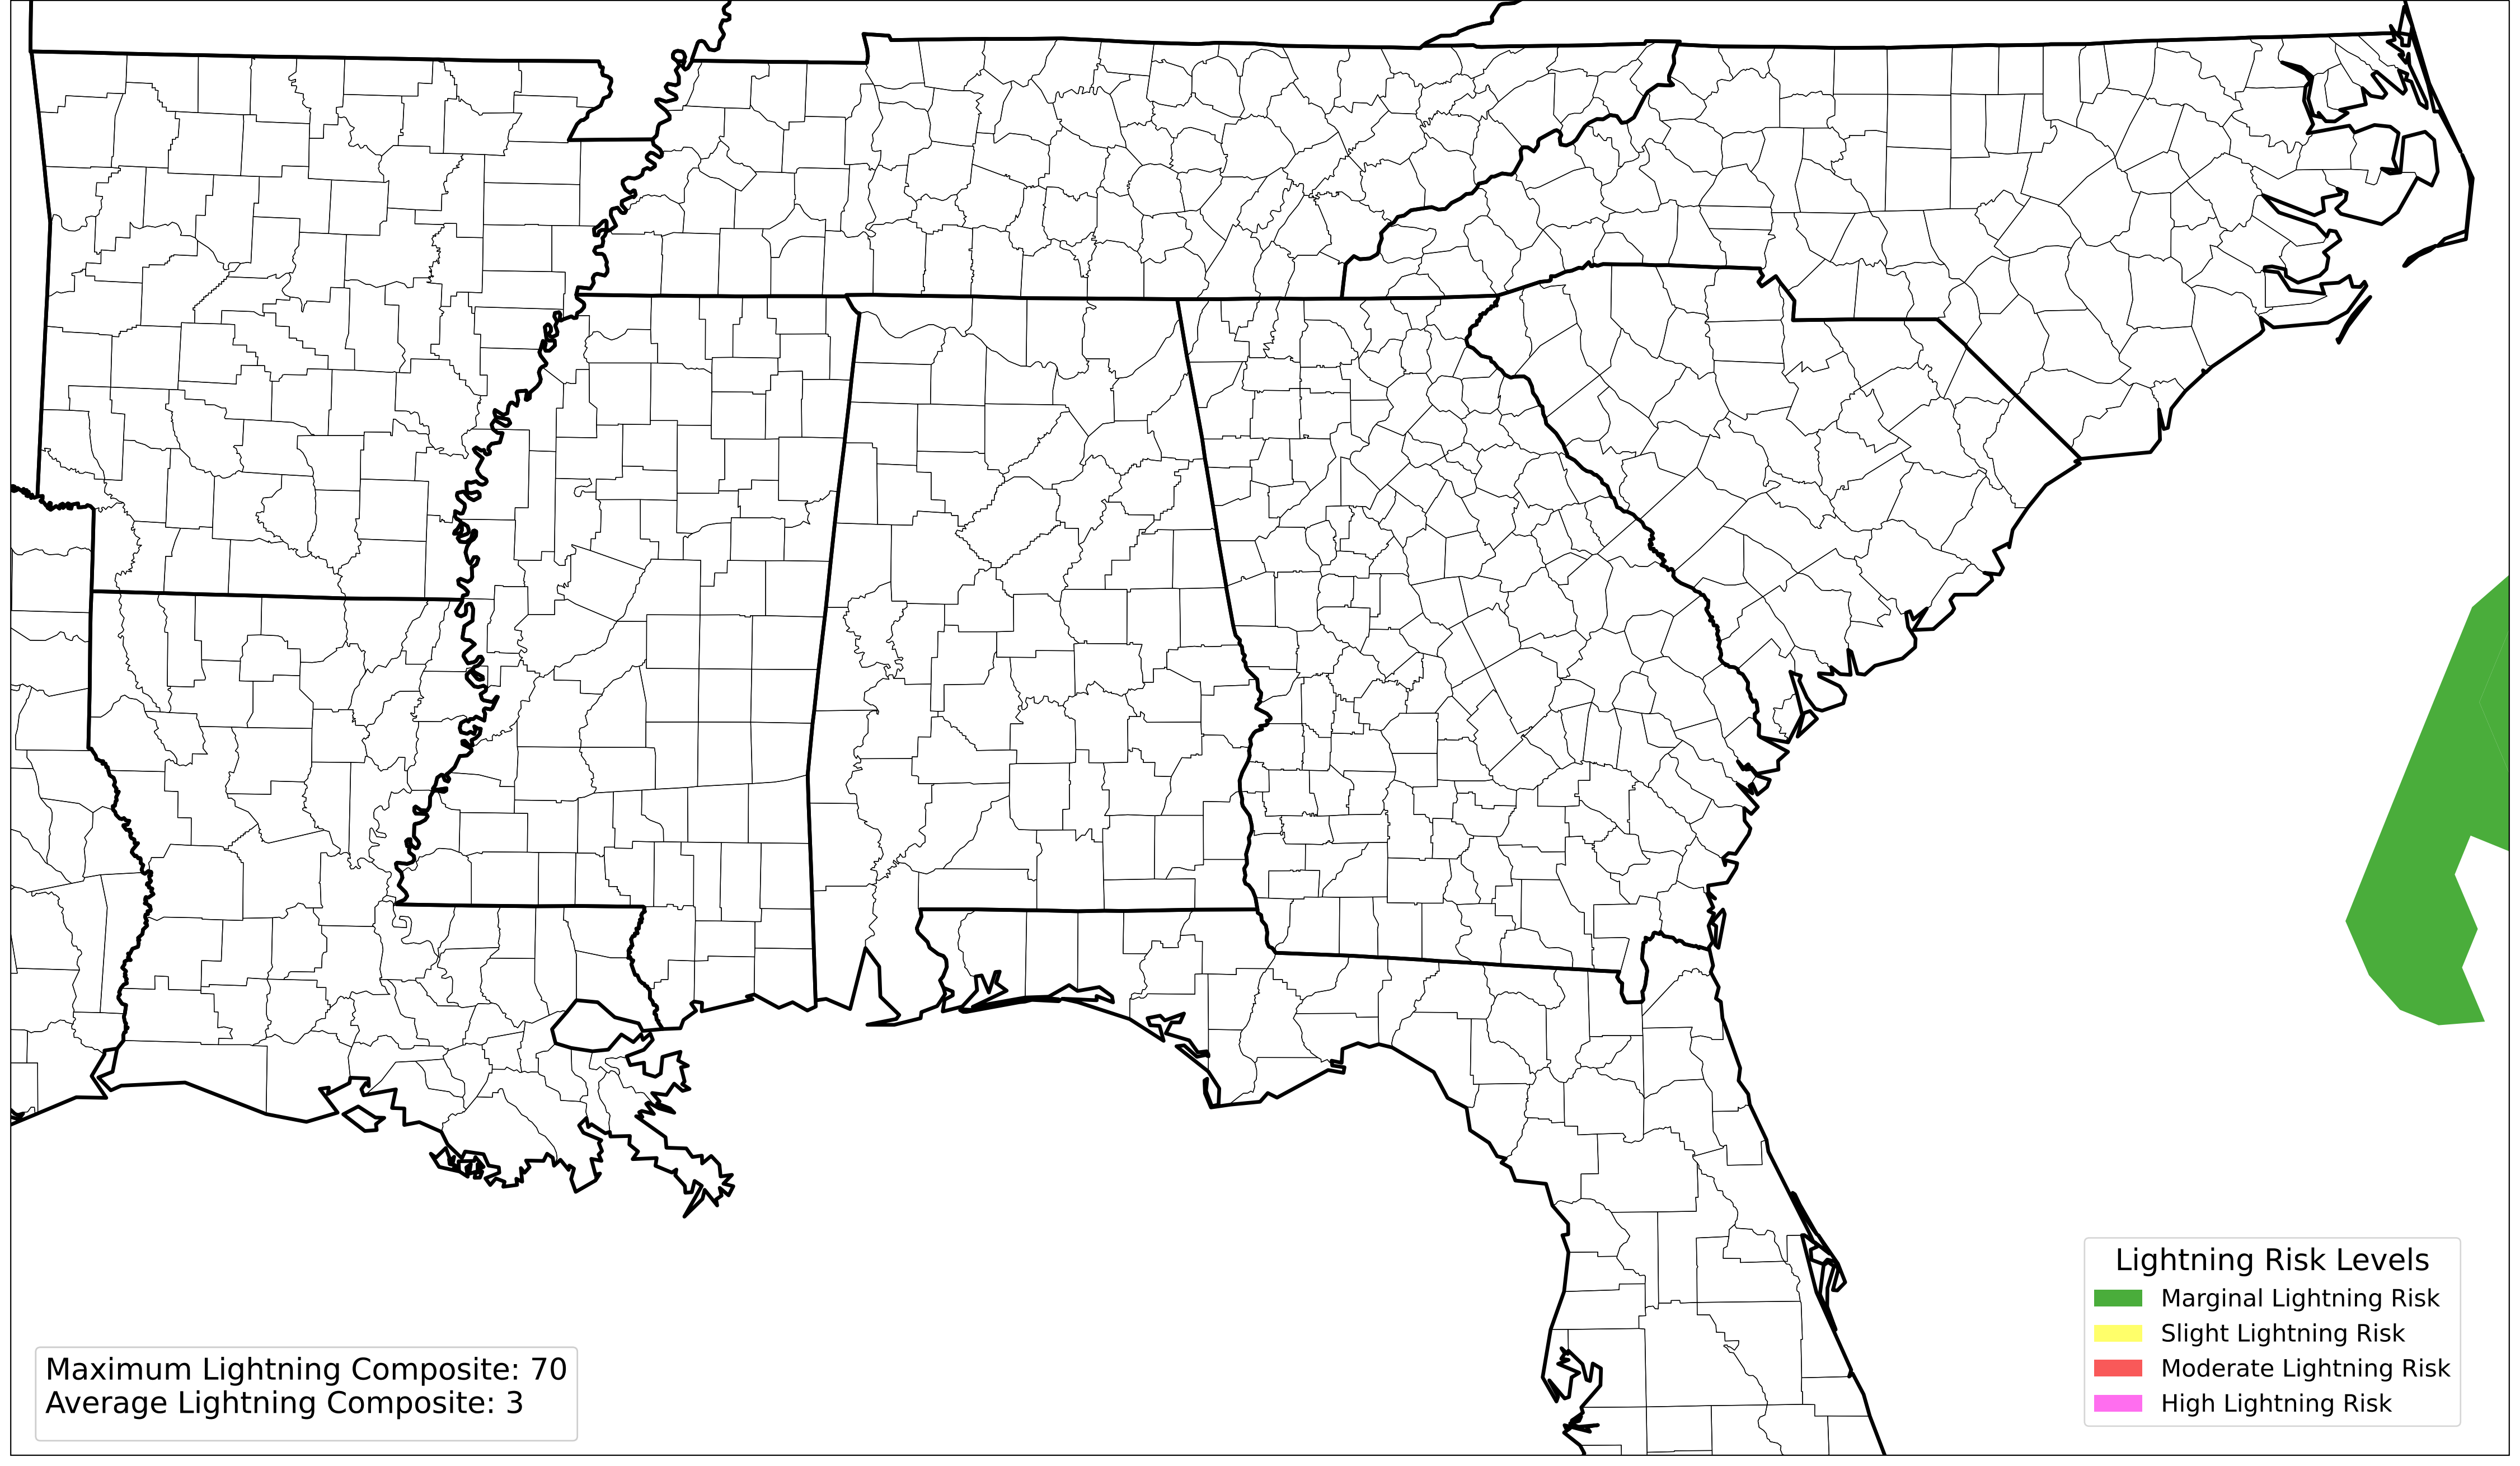 Maximum Lightning Composite: 70
Average Lightning Composite: 3
Lightning Risk Levels
Marginal Lightning Risk
Slight Lightning Risk
Moderate Lightning Risk
High Lightning Risk